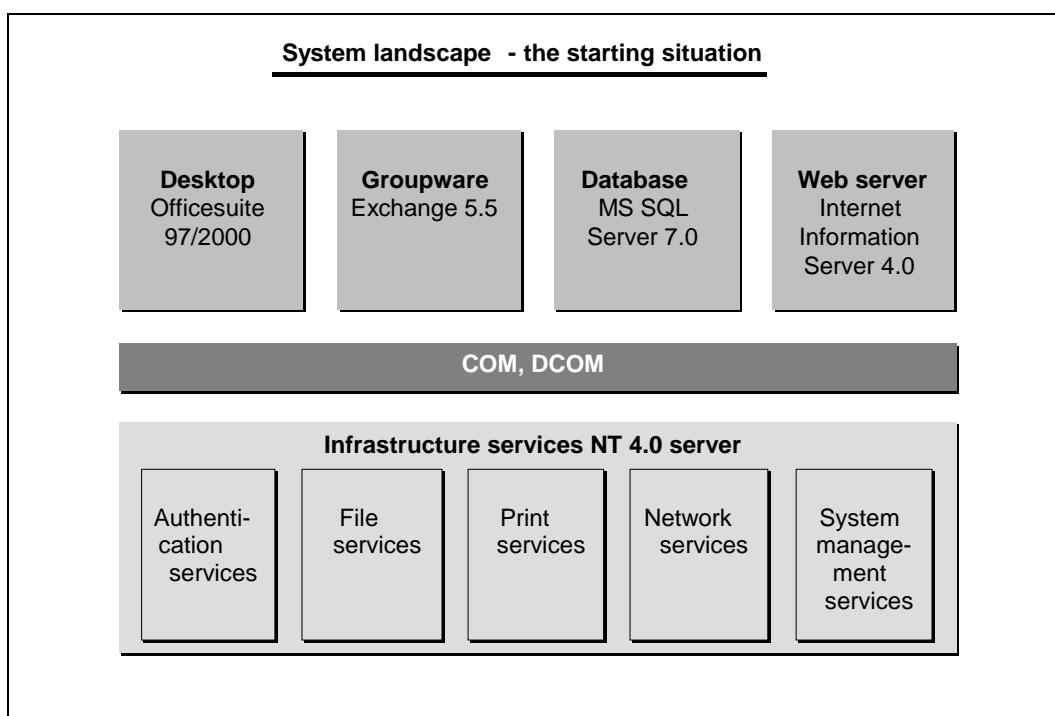 System landscape - the starting situation
Desktop
Officesuite
97/2000
Groupware
Exchange 5.5
Database
MS SQL
Server 7.0
Web server
Internet
Information
Server 4.0
COM, DCOM
Infrastructure services NT 4.0 server
Authenti-
cation
services
File
services
Print
services
Network
services
System
manage-
ment
services